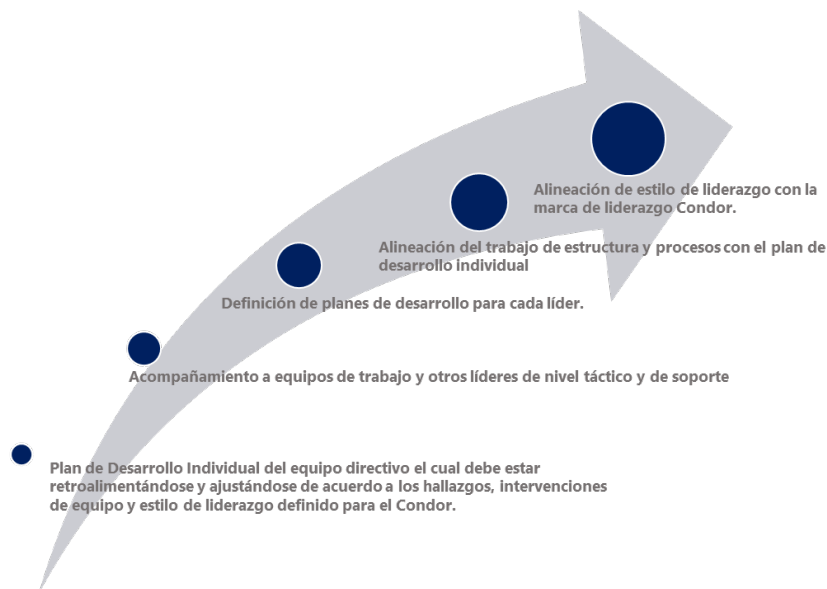 Alineación de estilo de liderazgo con la
marca de liderazgo Condor.
Alineación del trabajo de estructura y procesos con el plan de
desarrollo individual
Definición de planes de desarrollo para cada líder.
Acompañamiento a equipos de trabajo y otros líderes de nivel táctico y de soporte
Plan de Desarrollo Individual del equipo directivo el cual debe estar
retroalimentándose y ajustándose de acuerdo a los hallazgos, intervenciones
de equipo y estilo de liderazgo definido para el Condor.